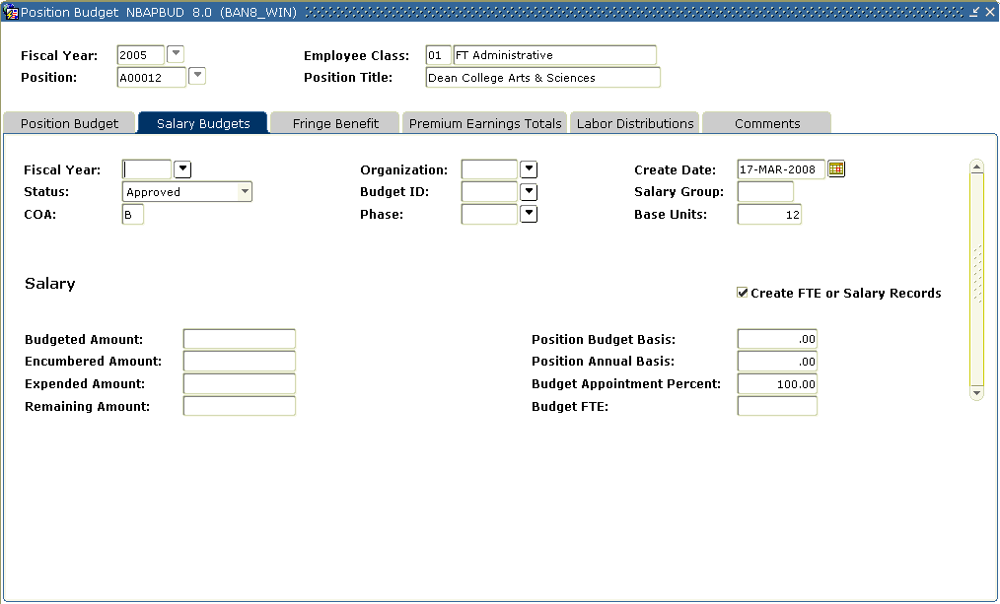 Position Budget NBAPBUD 8.0 (BAN8_WIN)
Fiscal Year: 2005 Employee Class: 01 FT Administrative
Position: A00012 Position Title: Dean College Arts & Sciences
Position Budget Salary Budgets Fringe Benefit Premium Earnings Totals Labor Distributions Comments
Fiscal Year: Organization: Create Date: 17-MAR-2008
Status: Approved Budget ID: Salary Group:
COA: B Phase: Base Units: 12
Salary
Create FTE or Salary Records
Budgeted Amount: Position Budget Basis: .00
Encumbered Amount: Position Annual Basis: .00
Expended Amount: Budget Appointment Percent: 100.00
Remaining Amount: Budget FTE: